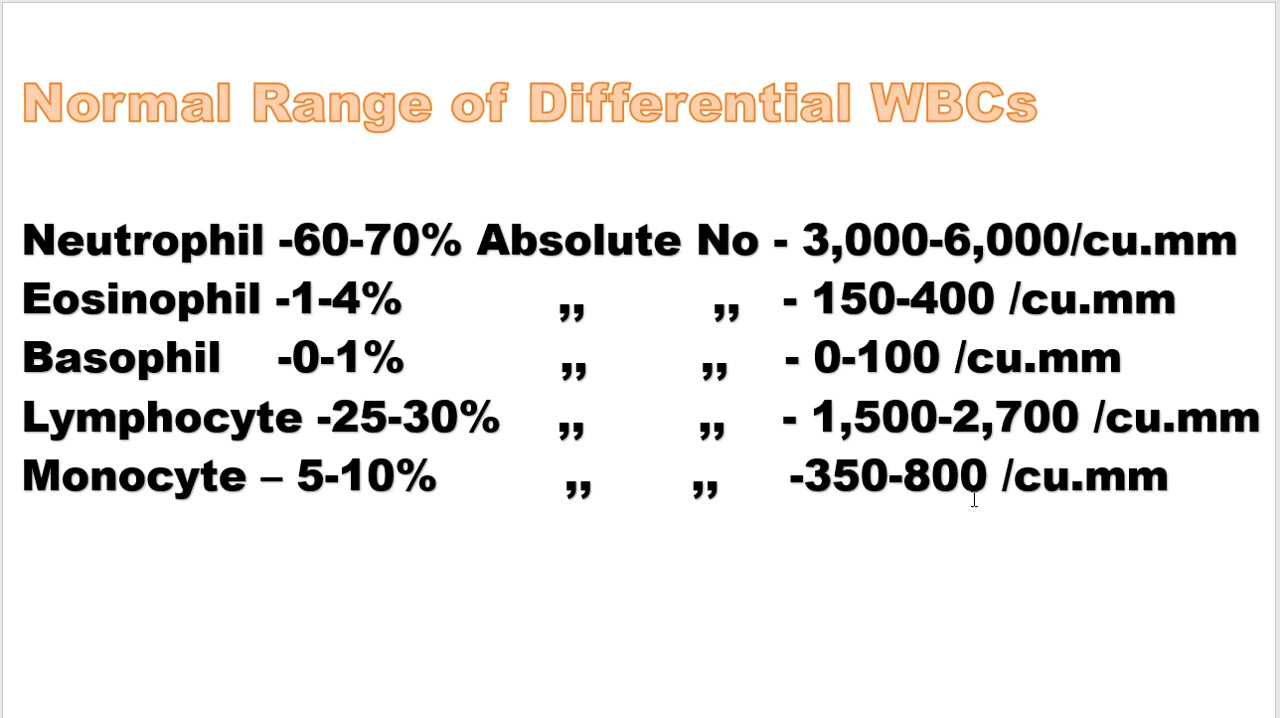 Normal Range of Differential WBCs
Neutrophil -60-70% Absolute No - 3,000-6,000/cu.mm
Eosinophil -1-4% ,, ,, - 150-400 /cu.mm
Basophil -0-1% ,, ,, - 0-100 /cu.mm
Lymphocyte -25-30% ,, ,, - 1,500-2,700 /cu.mm
Monocyte – 5-10% ,, ,, -350-800 /cu.mm